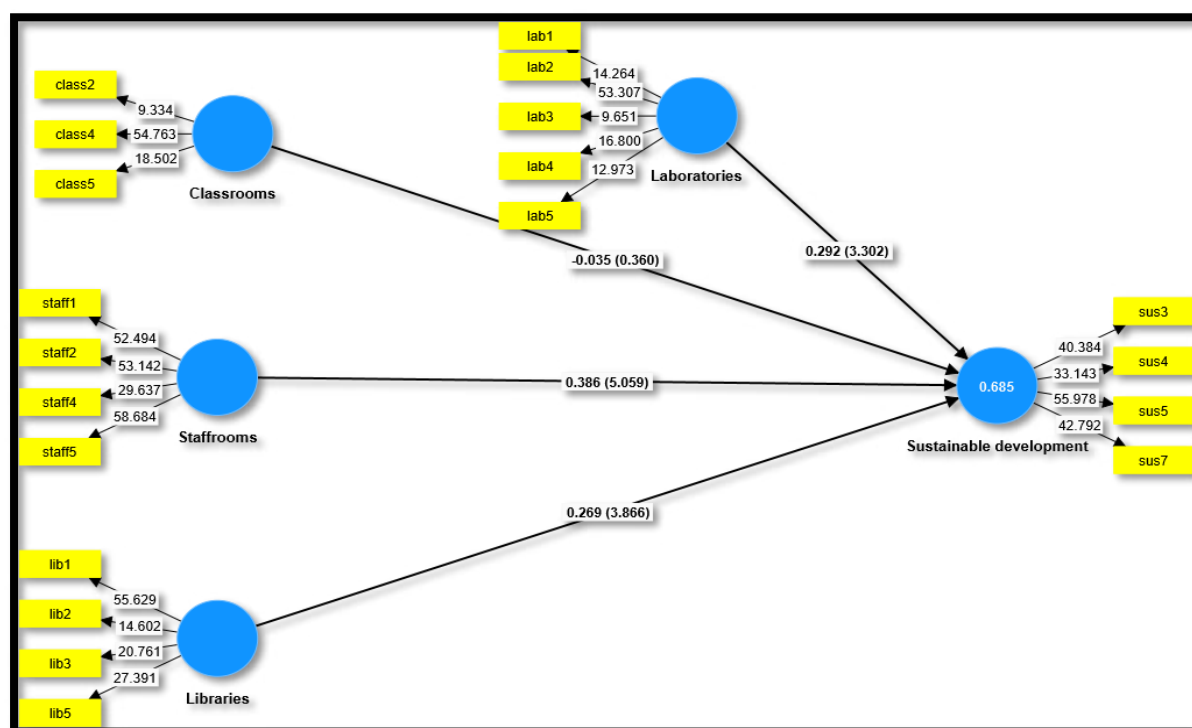 class2
9.334
class4
54.763
class5
18.502
Classrooms
lab1
14.264
lab2
53.307
lab3
9.651
lab4
16.800
lab5
12.973
Laboratories
-0.035 (0.360)
0.292 (3.302)
staff1
52.494
staff2
53.142
staff4
29.637
staff5
58.684
Staffrooms
0.386 (5.059)
0.685
Sustainable development
sus3
40.384
sus4
33.143
sus5
55.978
sus7
42.792
0.269 (3.866)
lib1
55.629
lib2
14.602
lib3
20.761
lib5
27.391
Libraries